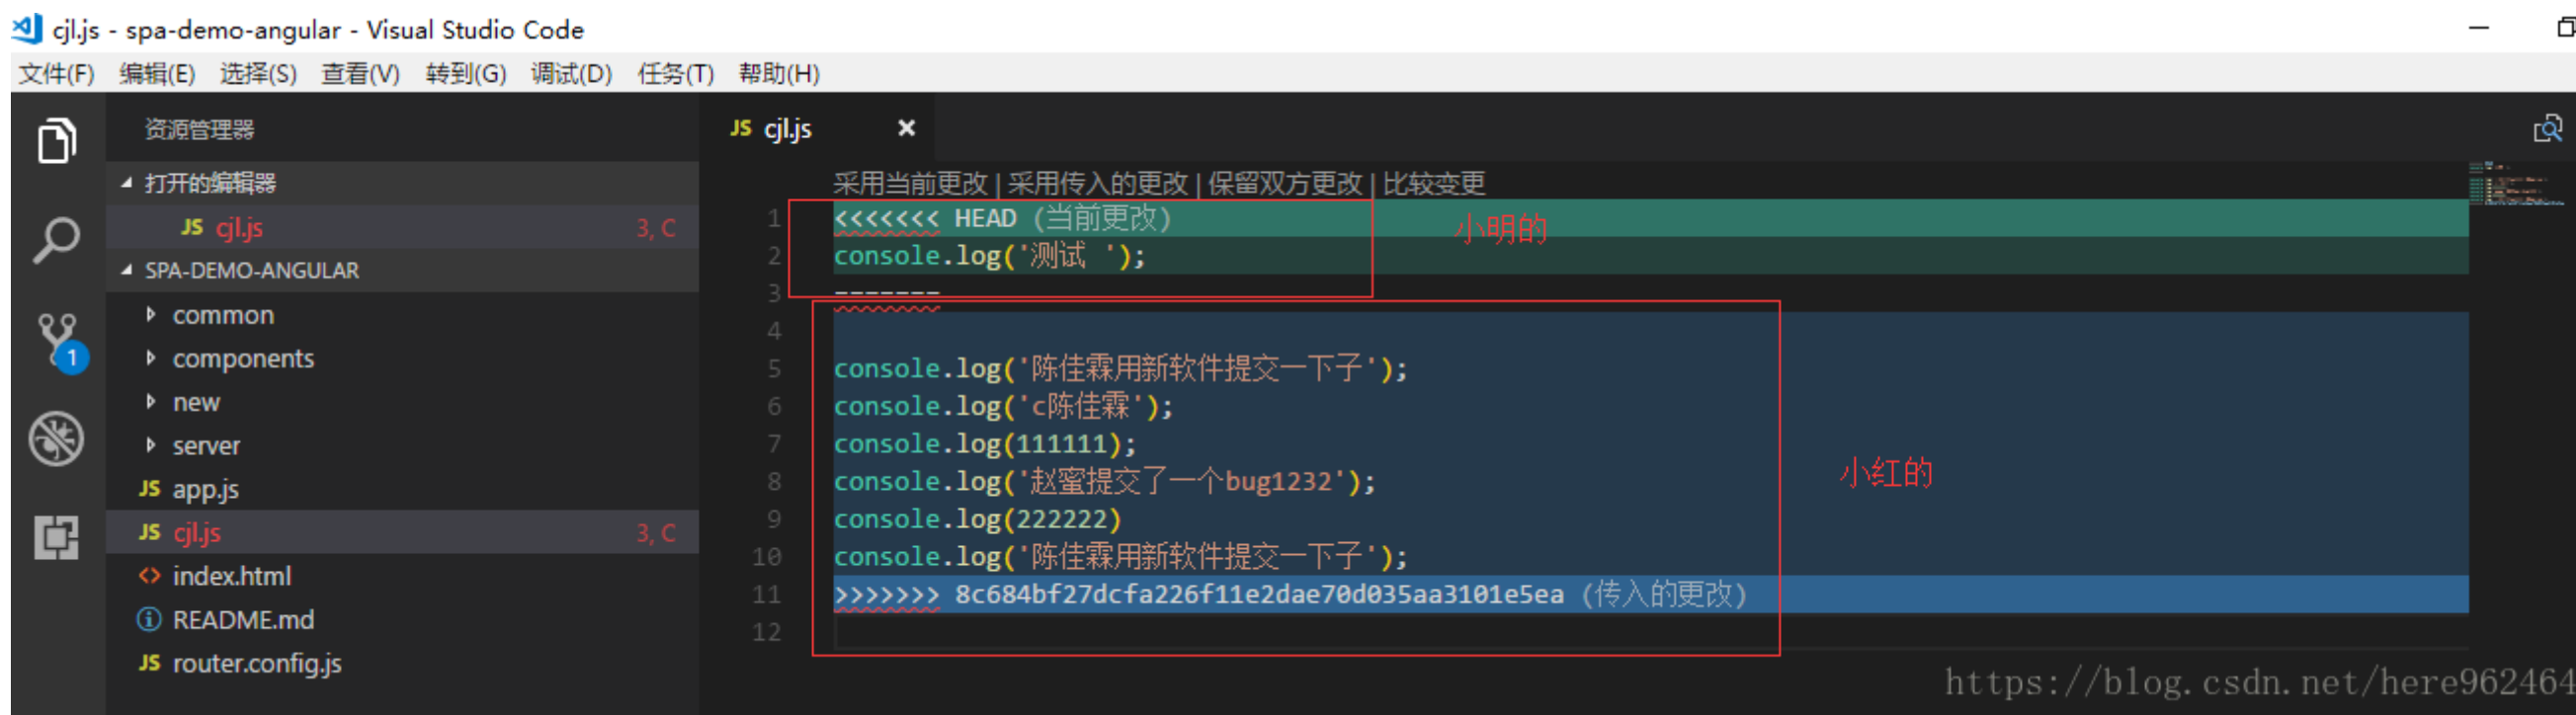 cjl.js - spa-demo-angular - Visual Studio Code
文件(F) 编辑(E) 选择(S) 查看(V) 转到(G) 调试(D) 任务(T) 帮助(H)
资源管理器
打开的编辑器
JS cjl.js 3, C
SPA-DEMO-ANGULAR
common
components
new
server
JS app.js
JS cjl.js 3, C
<> index.html
README.md
JS router.config.js
1
JS cjl.js
采用当前更改 | 采用传入的更改 | 保留双方更改 | 比较变更
1 <<<<<<< HEAD (当前更改)
小明的
2 console.log('测试 ');
3 =======
4
5 console.log('陈佳霖用新软件提交一下子');
6 console.log('c陈佳霖');
7 console.log(111111);
8 console.log('赵蜜提交了一个bug1232');
小红的
9 console.log(222222)
10 console.log('陈佳霖用新软件提交一下子');
11 >>>>>>> 8c684bf27dcfa226f11e2dae70d035aa3101e5ea (传入的更改)
12
https://blog.csdn.net/here962464